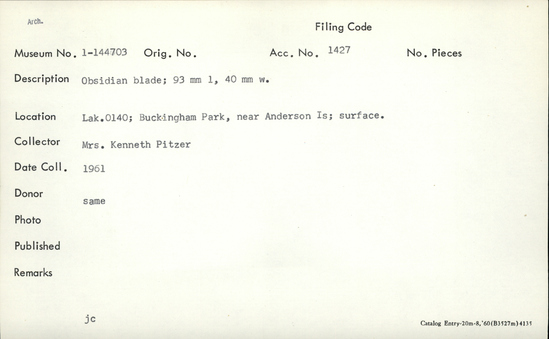 Arch.
Filing Code
Museum No. 1-144703 Orig. No. Acc. No. 1427 No. Pieces
Description Obsidian blade; 93 mm l, 40 mm w.
Location Lak.0140; Buckingham Park, near Anderson Is; surface.
Collector Mrs. Kenneth Pitzer
Date Coll. 1961
Donor same
Photo
Published
Remarks
jc
Catalog Entry-20m-8,'60(B3527m)4131